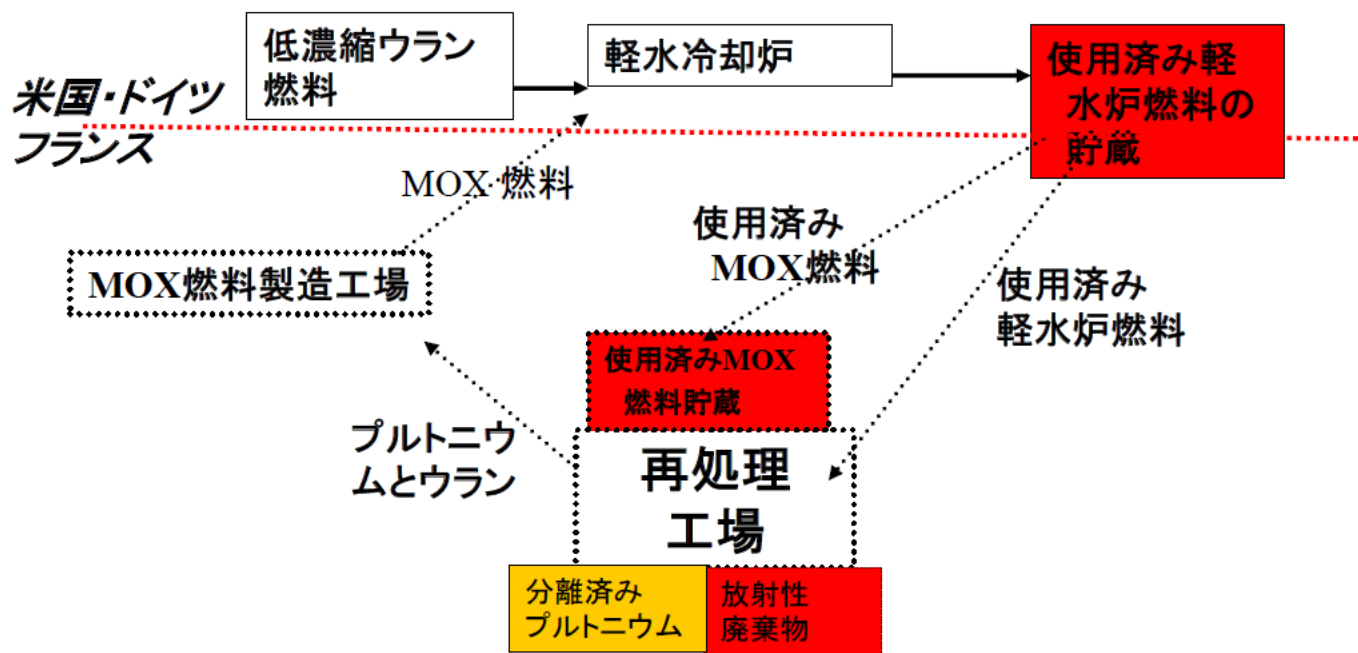 低濃縮ウラン
燃料
軽水冷却炉
使用済み軽
水炉燃料の
貯蔵
米国・ドイツ
フランス
MOX 燃料
使用済み
MOX燃料
MOX燃料製造工場
使用済み
軽水炉燃料
使用済みMOX
燃料貯蔵
プルトニウ
ムとウラン
再処理
工場
分離済み
プルトニウム
放射性
廃棄物